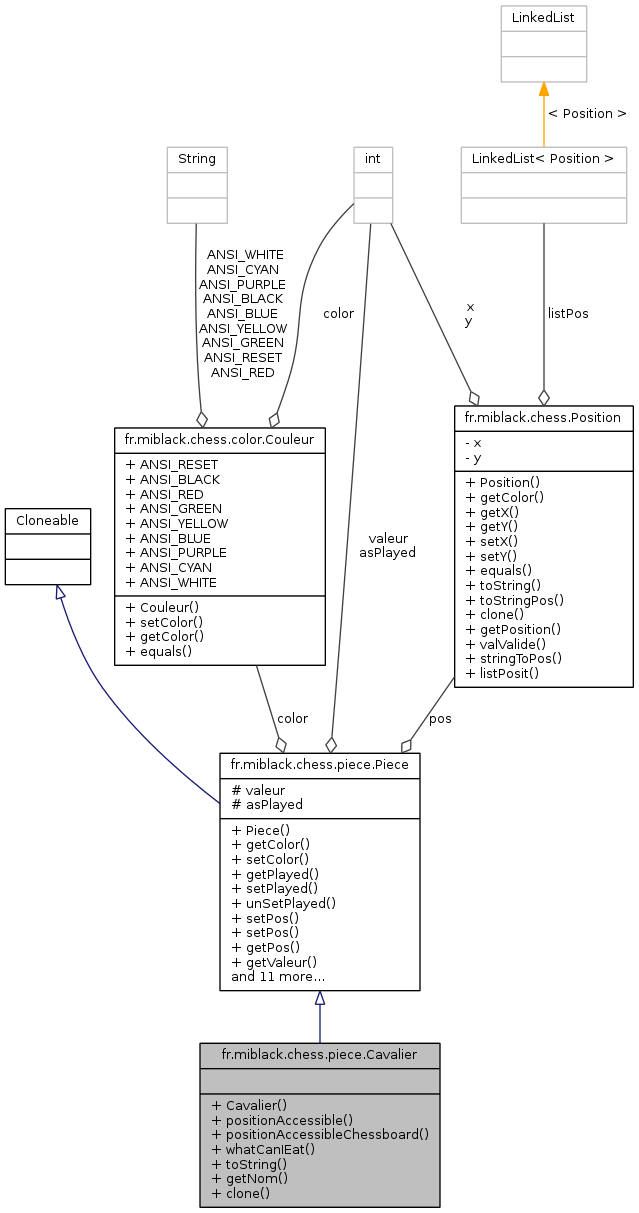 LinkedList
< Position >
String
int
LinkedList< Position >
ANSI_WHITE
ANSI_CYAN
ANSI_PURPLE
ANSI_BLACK
ANSI_BLUE
ANSI_YELLOW
ANSI_GREEN
ANSI_RESET
ANSI_RED
color
x
y
listPos
fr.miblack.chess.color.Couleur
+ ANSI_RESET
+ ANSI_BLACK
+ ANSI_RED
+ ANSI_GREEN
+ ANSI_YELLOW
+ ANSI_BLUE
+ ANSI_PURPLE
+ ANSI_CYAN
+ ANSI_WHITE
+ Couleur()
+ setColor()
+ getColor()
+ equals()
fr.miblack.chess.Position
- x
- y
+ Position()
+ getColor()
+ getX()
+ getY()
+ setX()
+ setY()
+ equals()
+ toString()
+ toStringPos()
+ clone()
+ getPosition()
+ valValide()
+ stringToPos()
+ listPosit()
Cloneable
valeur
asPlayed
color
pos
fr.miblack.chess.piece.Piece
# valeur
# asPlayed
+ Piece()
+ getColor()
+ setColor()
+ getPlayed()
+ setPlayed()
+ unSetPlayed()
+ setPos()
+ setPos()
+ getPos()
+ getValeur()
and 11 more...
fr.miblack.chess.piece.Cavalier
+ Cavalier()
+ positionAccessible()
+ positionAccessibleChessboard()
+ whatCanIEat()
+ toString()
+ getNom()
+ clone()